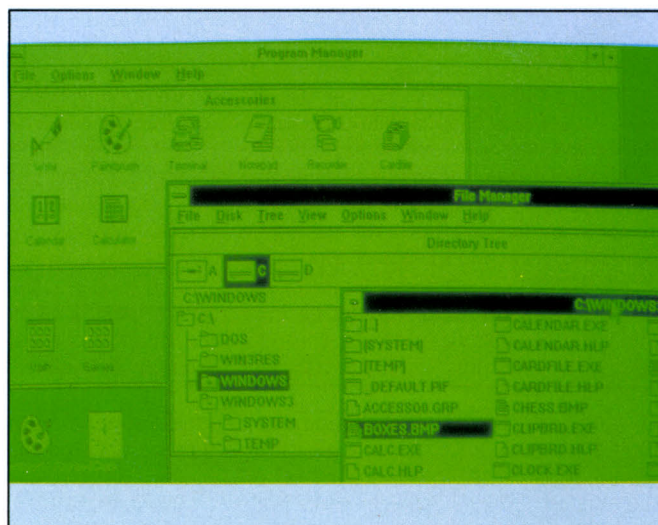 Program Manager
File Options Window Help
Accessories
Write Paintbrush Terminal Notepad Recorder Cardfile
Calendar Calculator
File Manager
File Disk Tree View Options Window Help
Directory Tree
A C D
C:\WINDOWS
C:\
DOS
WIN3RES
WINDOWS
WINDOWS3
SYSTEM
TEMP
C:\WINDOWS
[..]
[SYSTEM]
[TEMP]
_DEFAULT.PIF
ACCESSO0.GRP
BOXES.BMP
CALC.EXE
CALC.HLP
CALENDAR.EXE
CALENDAR.HLP
CARDFILE.EXE
CARDFILE.HLP
CHESS.BMP
CLIPBRD.EXE
CLIPBRD.HLP
CLOCK.EXE
Games